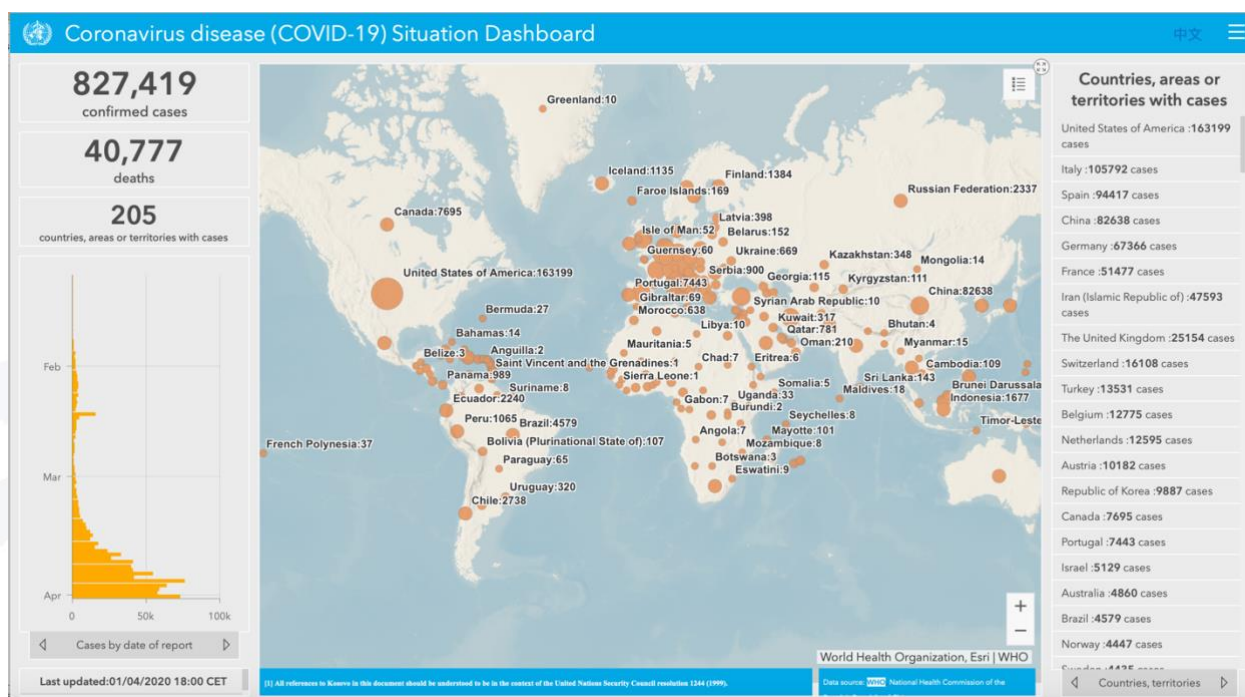 Coronavirus disease (COVID-19) Situation Dashboard
中文
827,419
confirmed cases
40,777
deaths
205
countries, areas or territories with cases
Feb
Mar
Apr
0 50k 100k
Cases by date of report
Last updated:01/04/2020 18:00 CET
Greenland:10
Iceland:1135
Finland:1384
Faroe Islands:169
Russian Federation:2337
Canada:7695
Latvia:398
Isle of Man:52
Belarus:152
Guernsey:60
Ukraine:669
Kazakhstan:348
Mongolia:14
United States of America:163199
Serbia:900
Georgia:115
Kyrgyzstan:111
Portugal:7443
China:82638
Gibraltar:69
Syrian Arab Republic:10
Bermuda:27
Morocco:638
Kuwait:317
Libya:10
Qatar:781
Bhutan:4
Bahamas:14
Mauritania:5
Oman:210
Myanmar:15
Belize:3
Anguilla:2
Chad:7
Eritrea:6
Saint Vincent and the Grenadines:1
Cambodia:109
Panama:989
Sierra Leone:1
Sri Lanka:143
Suriname:8
Somalia:5
Maldives:18
Brunei Darussala
Ecuador:2240
Gabon:7
Uganda:33
Indonesia:1677
Burundi:2
Seychelles:8
Peru:1065
Brazil:4579
Angola:7
Mayotte:101
Timor-Leste
French Polynesia:37
Bolivia (Plurinational State of):107
Mozambique:8
Paraguay:65
Botswana:3
Eswatini:9
Uruguay:320
Chile:2738
+
−
World Health Organization, Esri | WHO
[1] All references to Kosovo in this document should be understood to be in the context of the United Nations Security Council resolution 1244 (1999).
Data source: WHO National Health Commission of the
Countries, areas or
territories with cases
United States of America :163199
cases
Italy :105792 cases
Spain :94417 cases
China :82638 cases
Germany :67366 cases
France :51477 cases
Iran (Islamic Republic of) :47593
cases
The United Kingdom :25154 cases
Switzerland :16108 cases
Turkey :13531 cases
Belgium :12775 cases
Netherlands :12595 cases
Austria :10182 cases
Republic of Korea :9887 cases
Canada :7695 cases
Portugal :7443 cases
Israel :5129 cases
Australia :4860 cases
Brazil :4579 cases
Norway :4447 cases
Sweden :4435 cases
Countries, territories